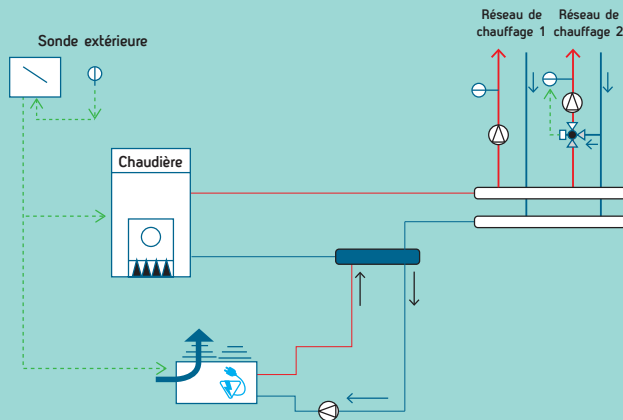 Réseau de
chauffage 1
Réseau de
chauffage 2
Sonde extérieure
Chaudière